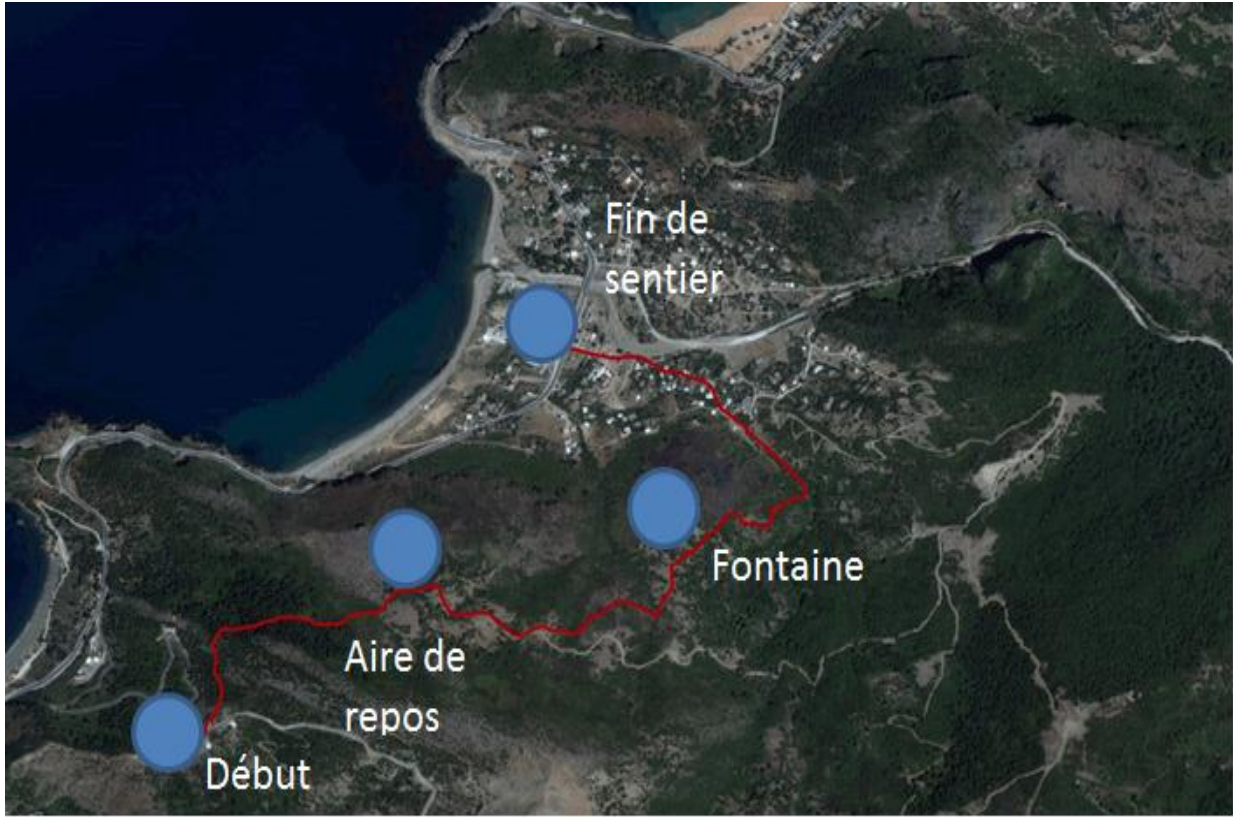 Fin de
sentier
Fontaine
Aire de
repos
Début